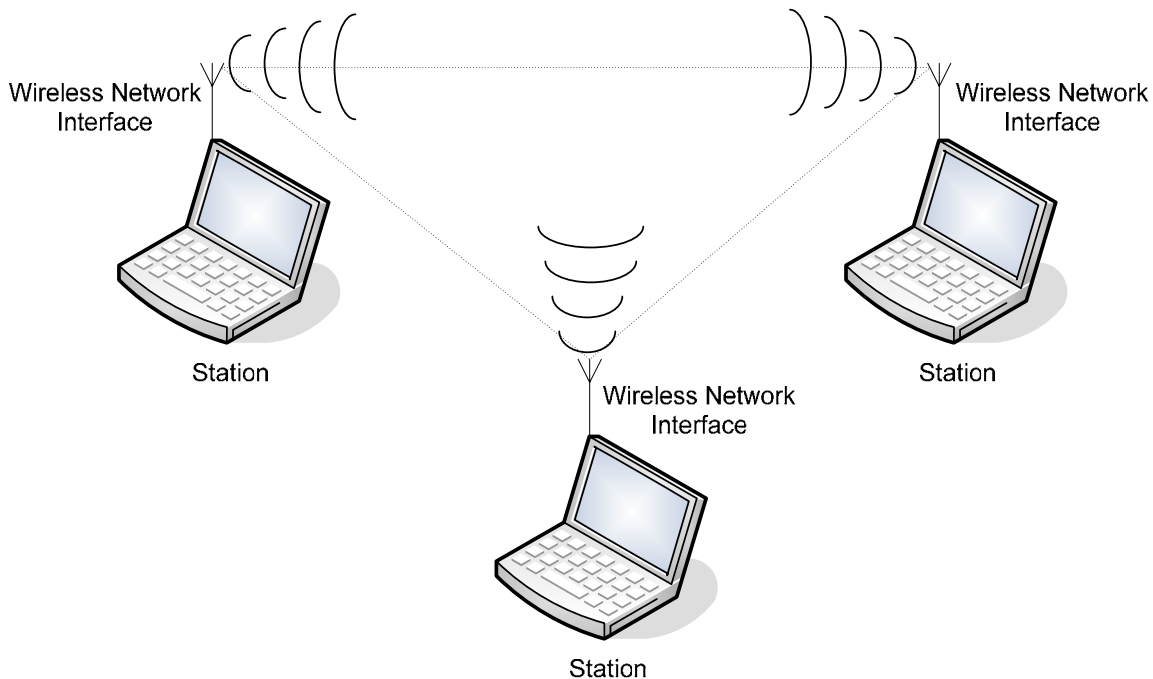 Wireless Network
Interface
Wireless Network
Interface
Station
Station
Wireless Network
Interface
Station